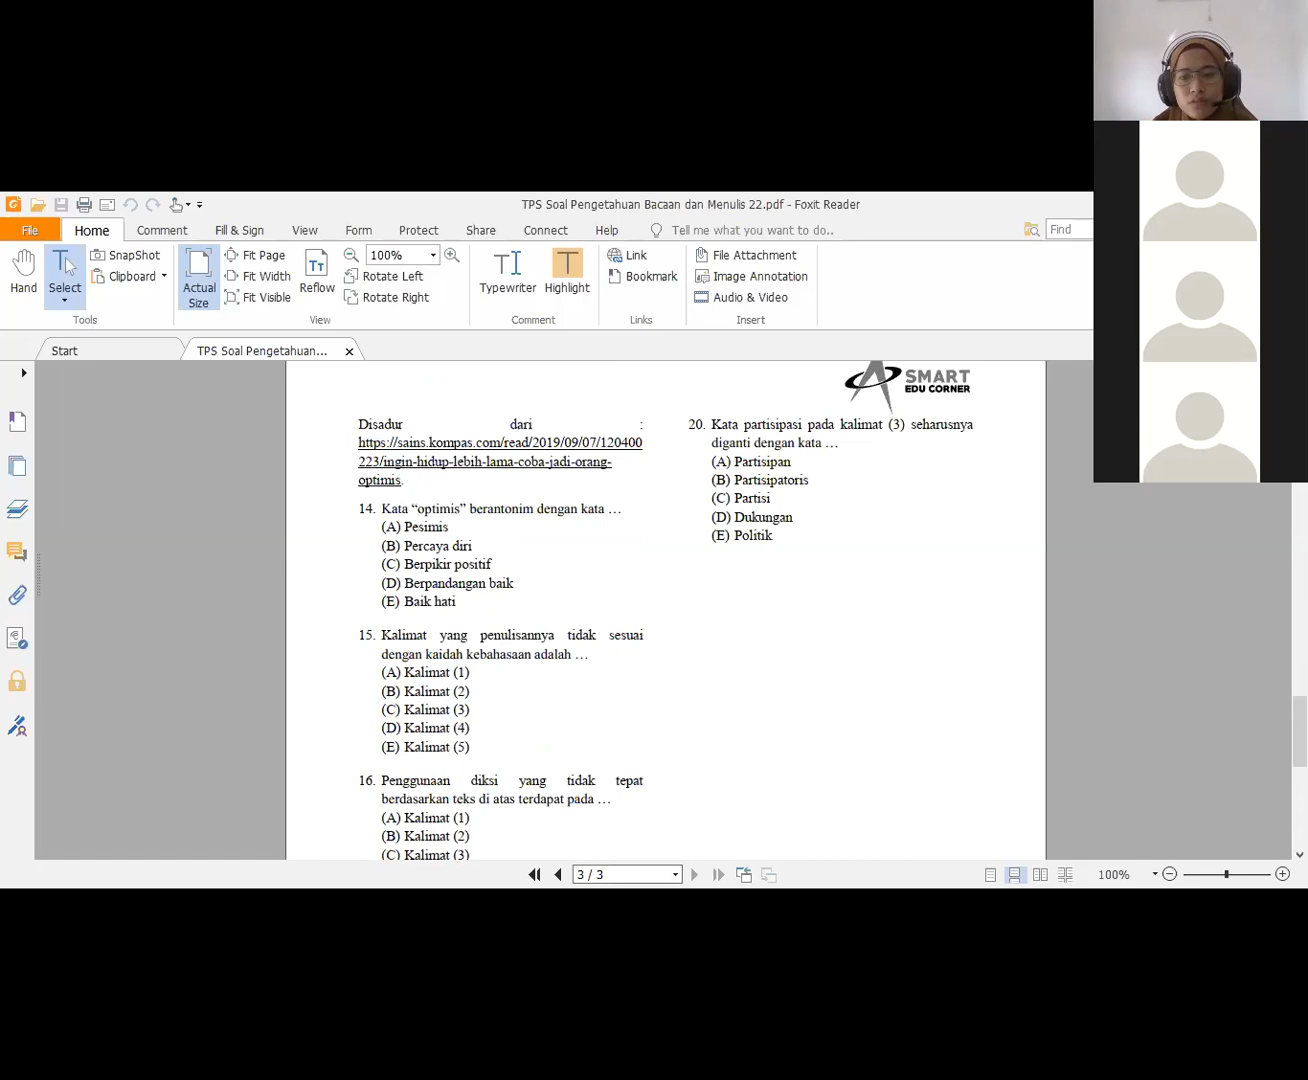 TPS Soal Pengetahuan Bacaan dan Menulis 22.pdf - Foxit Reader
File Home Comment Fill & Sign View Form Protect Share Connect Help Tell me what you want to do.. Find
Hand
Select
SnapShot
Clipboard
Tools
Actual
Size
Fit Page
Fit Width
Fit Visible
Reflow
100%
Rotate Left
Rotate Right
View
Typewriter
Highlight
Comment
Link
Bookmark
Links
File Attachment
Image Annotation
Audio & Video
Insert
Start
TPS Soal Pengetahuan...
SMART
EDU CORNER
Disadur dari :
https://sains.kompas.com/read/2019/09/07/120400
223/ingin-hidup-lebih-lama-coba-jadi-orang-
optimis.
14. Kata “optimis” berantonim dengan kata …
(A) Pesimis
(B) Percaya diri
(C) Berpikir positif
(D) Berpandangan baik
(E) Baik hati
15. Kalimat yang penulisannya tidak sesuai
dengan kaidah kebahasaan adalah …
(A) Kalimat (1)
(B) Kalimat (2)
(C) Kalimat (3)
(D) Kalimat (4)
(E) Kalimat (5)
16. Penggunaan diksi yang tidak tepat
berdasarkan teks di atas terdapat pada …
(A) Kalimat (1)
(B) Kalimat (2)
(C) Kalimat (3)
20. Kata partisipasi pada kalimat (3) seharusnya
diganti dengan kata …
(A) Partisipan
(B) Partisipatoris
(C) Partisi
(D) Dukungan
(E) Politik
3 / 3
100%